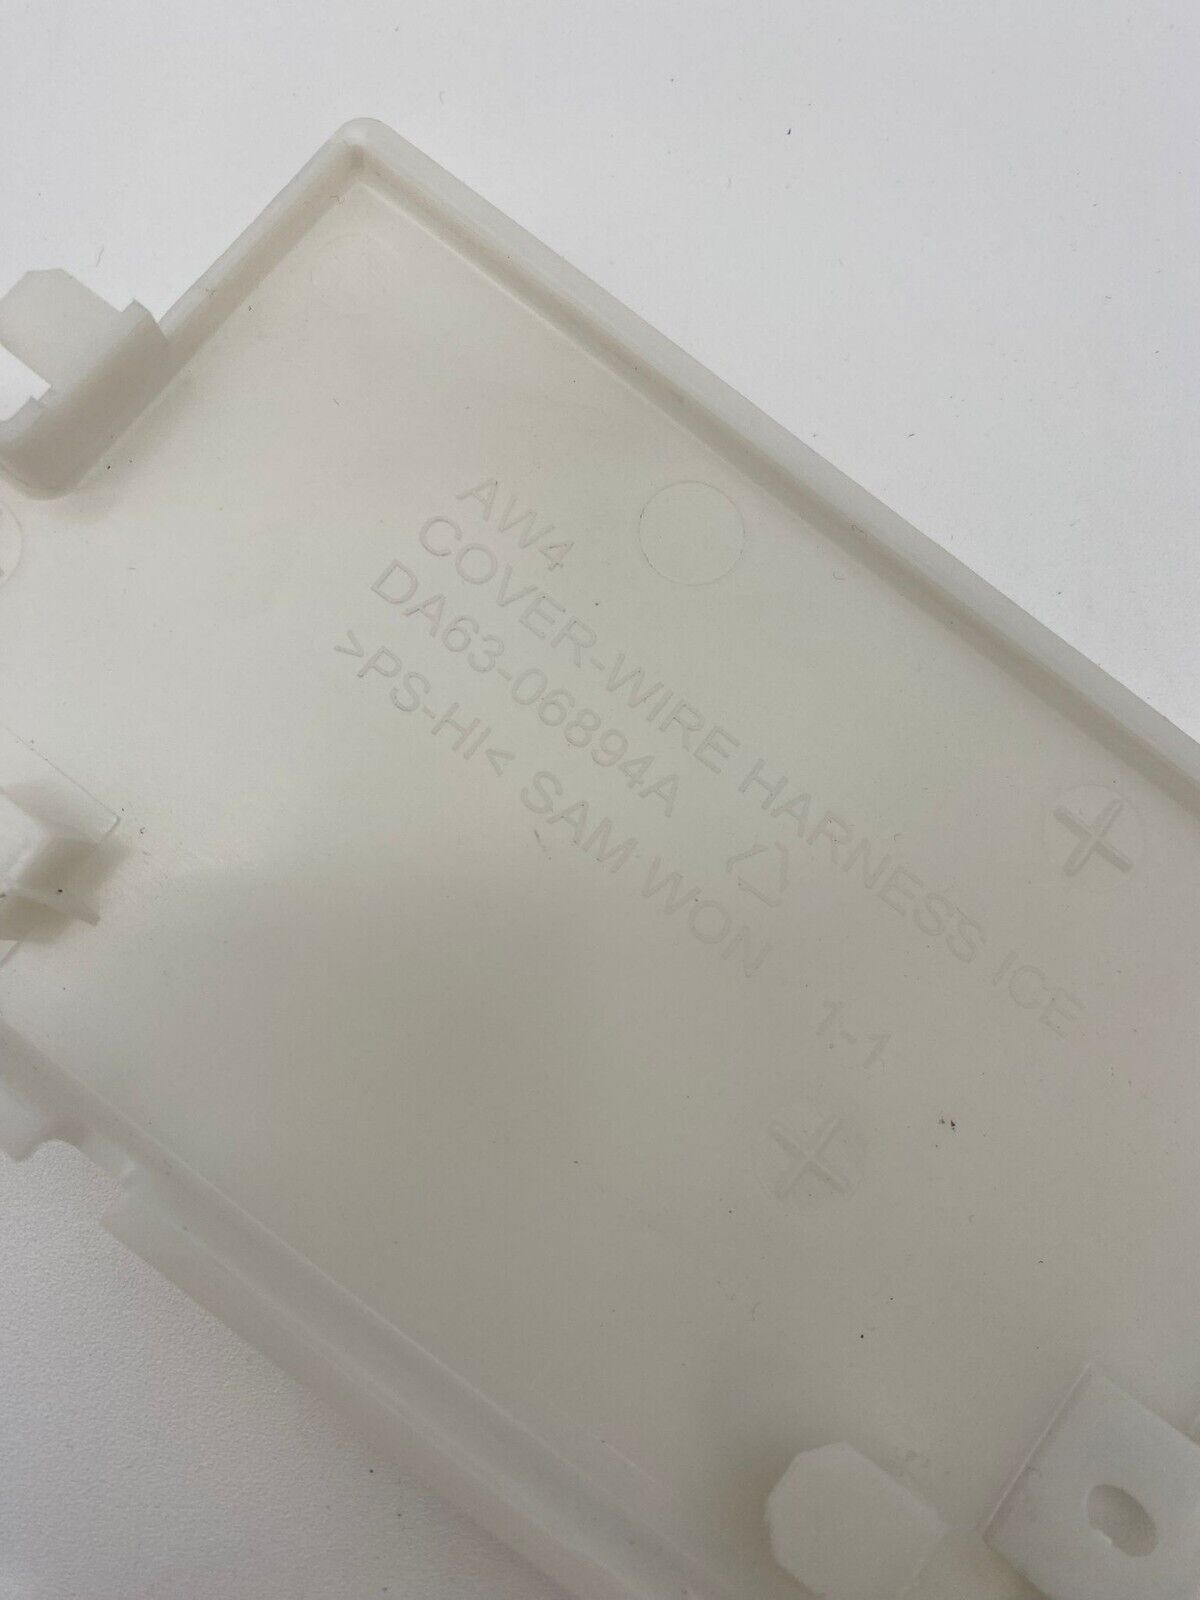 AW4
COVER-WIRE HARNESS ICE
DA63-06894A
>PS-HI< SAM WON 1-1